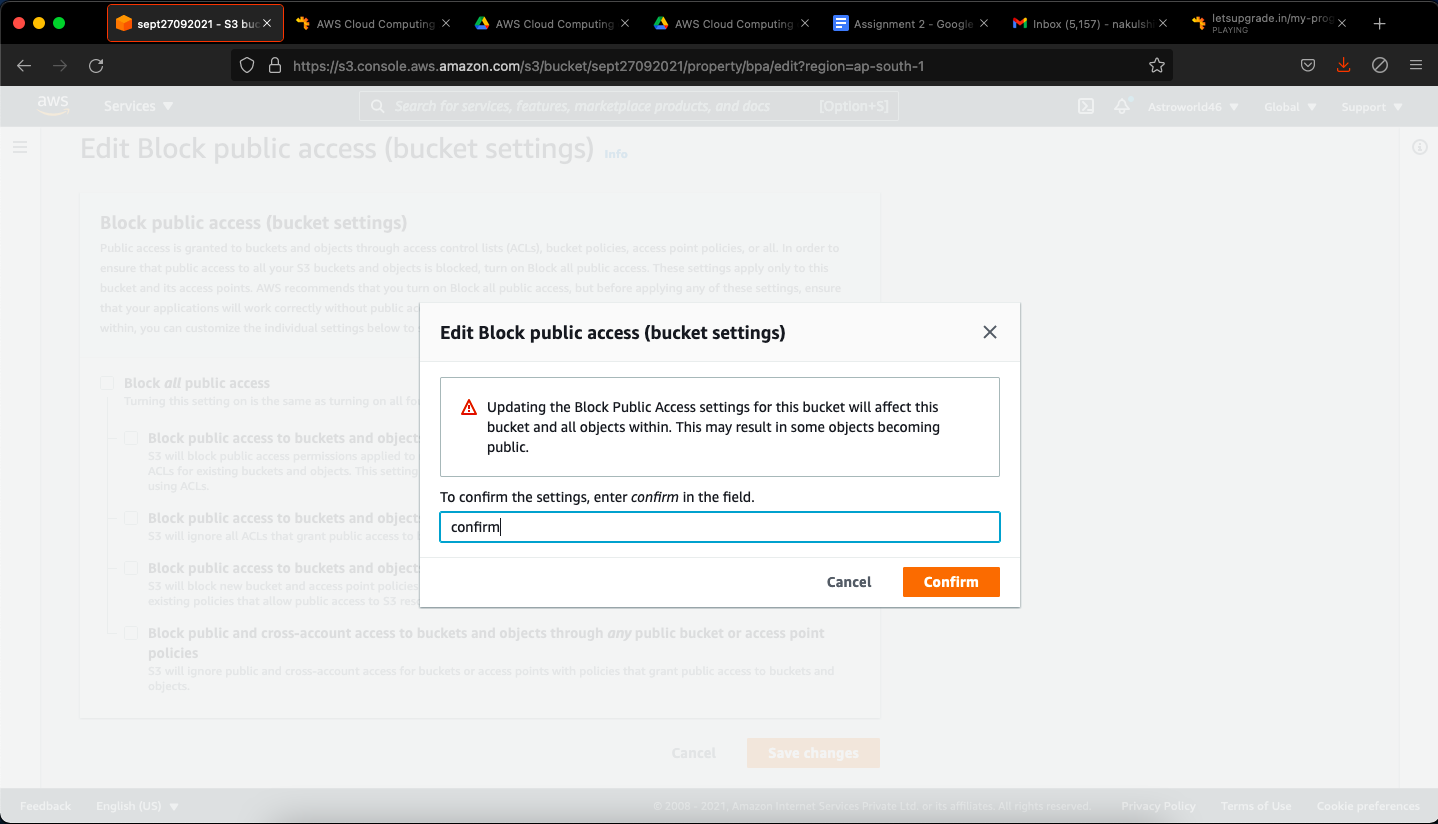 sept27092021 - S3 buc
AWS Cloud Computing
AWS Cloud Computing
AWS Cloud Computing
Assignment 2 - Google
Inbox (5,157) - nakulsh
letsupgrade.in/my-prog
PLAYING
https://s3.console.aws.amazon.com/s3/bucket/sept27092021/property/bpa/edit?region=ap-south-1
aws
Services
Search for services, features, marketplace products, and docs
[Option+S]
Astroworld46
Global
Support
Edit Block public access (bucket settings)
Info
Block public access (bucket settings)
Public access is granted to buckets and objects through access control lists (ACLs), bucket policies, access point policies, or all. In order to
ensure that public access to all your S3 buckets and objects is blocked, turn on Block all public access. These settings apply only to this
bucket and its access points. AWS recommends that you turn on Block all public access, but before applying any of these settings, ensure
that your applications will work correctly without public
within, you can customize the individual settings below to
Block all public access
Turning this setting on is the same as turning on all
Block public access to buckets and objects
S3 will block public access permissions applied to
ACLs for existing buckets and objects. This setting
using ACLs.
Block public access to buckets and objects
S3 will ignore all ACLs that grant public access to
Block public access to buckets and objects
S3 will block new bucket and access point policies
existing policies that allow public access to S3
Block public and cross-account access to buckets and objects through any public bucket or access point
policies
S3 will ignore public and cross-account access for buckets or access points with policies that grant public access to buckets and
objects.
Cancel
Save changes
Edit Block public access (bucket settings)
Updating the Block Public Access settings for this bucket will affect this
bucket and all objects within. This may result in some objects becoming
public.
To confirm the settings, enter confirm in the field.
confirm
Cancel
Confirm
Feedback
English (US)
© 2008 - 2021, Amazon Internet Services Private Ltd. or its affiliates. All rights reserved.
Privacy Policy
Terms of Use
Cookie preferences